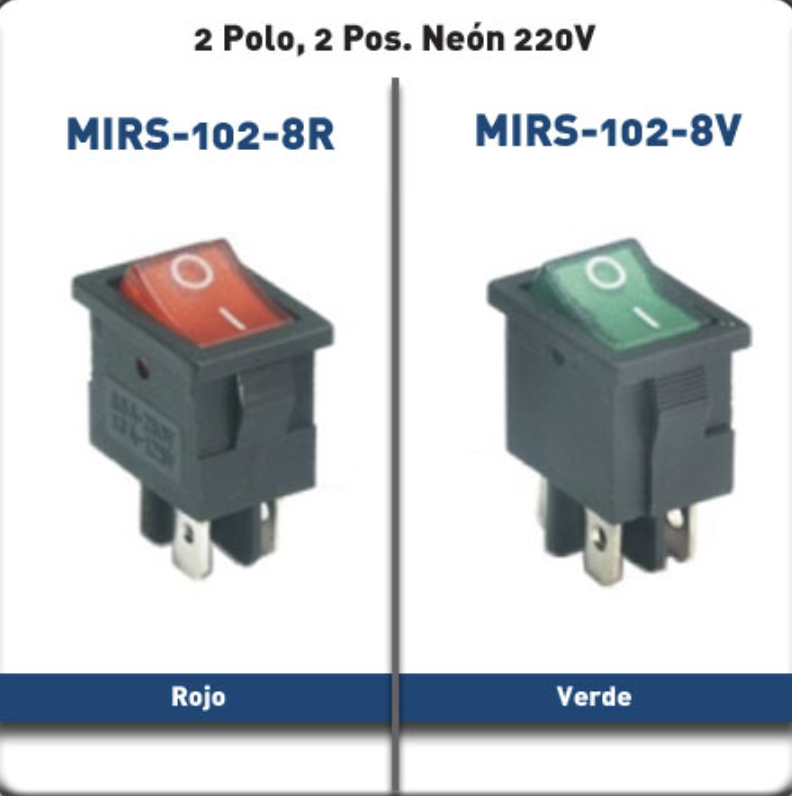 2 Polo, 2 Pos. Neón 220V
MIRS-102-8R
MIRS-102-8V
Rojo
Verde